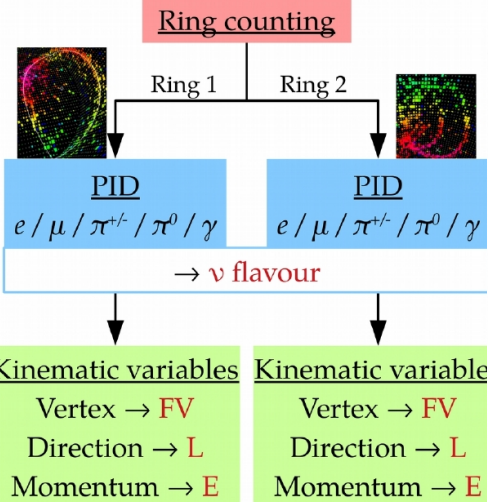 Ring counting
Ring 1
Ring 2
PID
e / μ / π⁺ᐟ⁻ / π⁰ / γ
PID
e / μ / π⁺ᐟ⁻ / π⁰ / γ
→ ν flavour
Kinematic variables
Vertex → FV
Direction → L
Momentum → E
Kinematic variable
Vertex → FV
Direction → L
Momentum → E